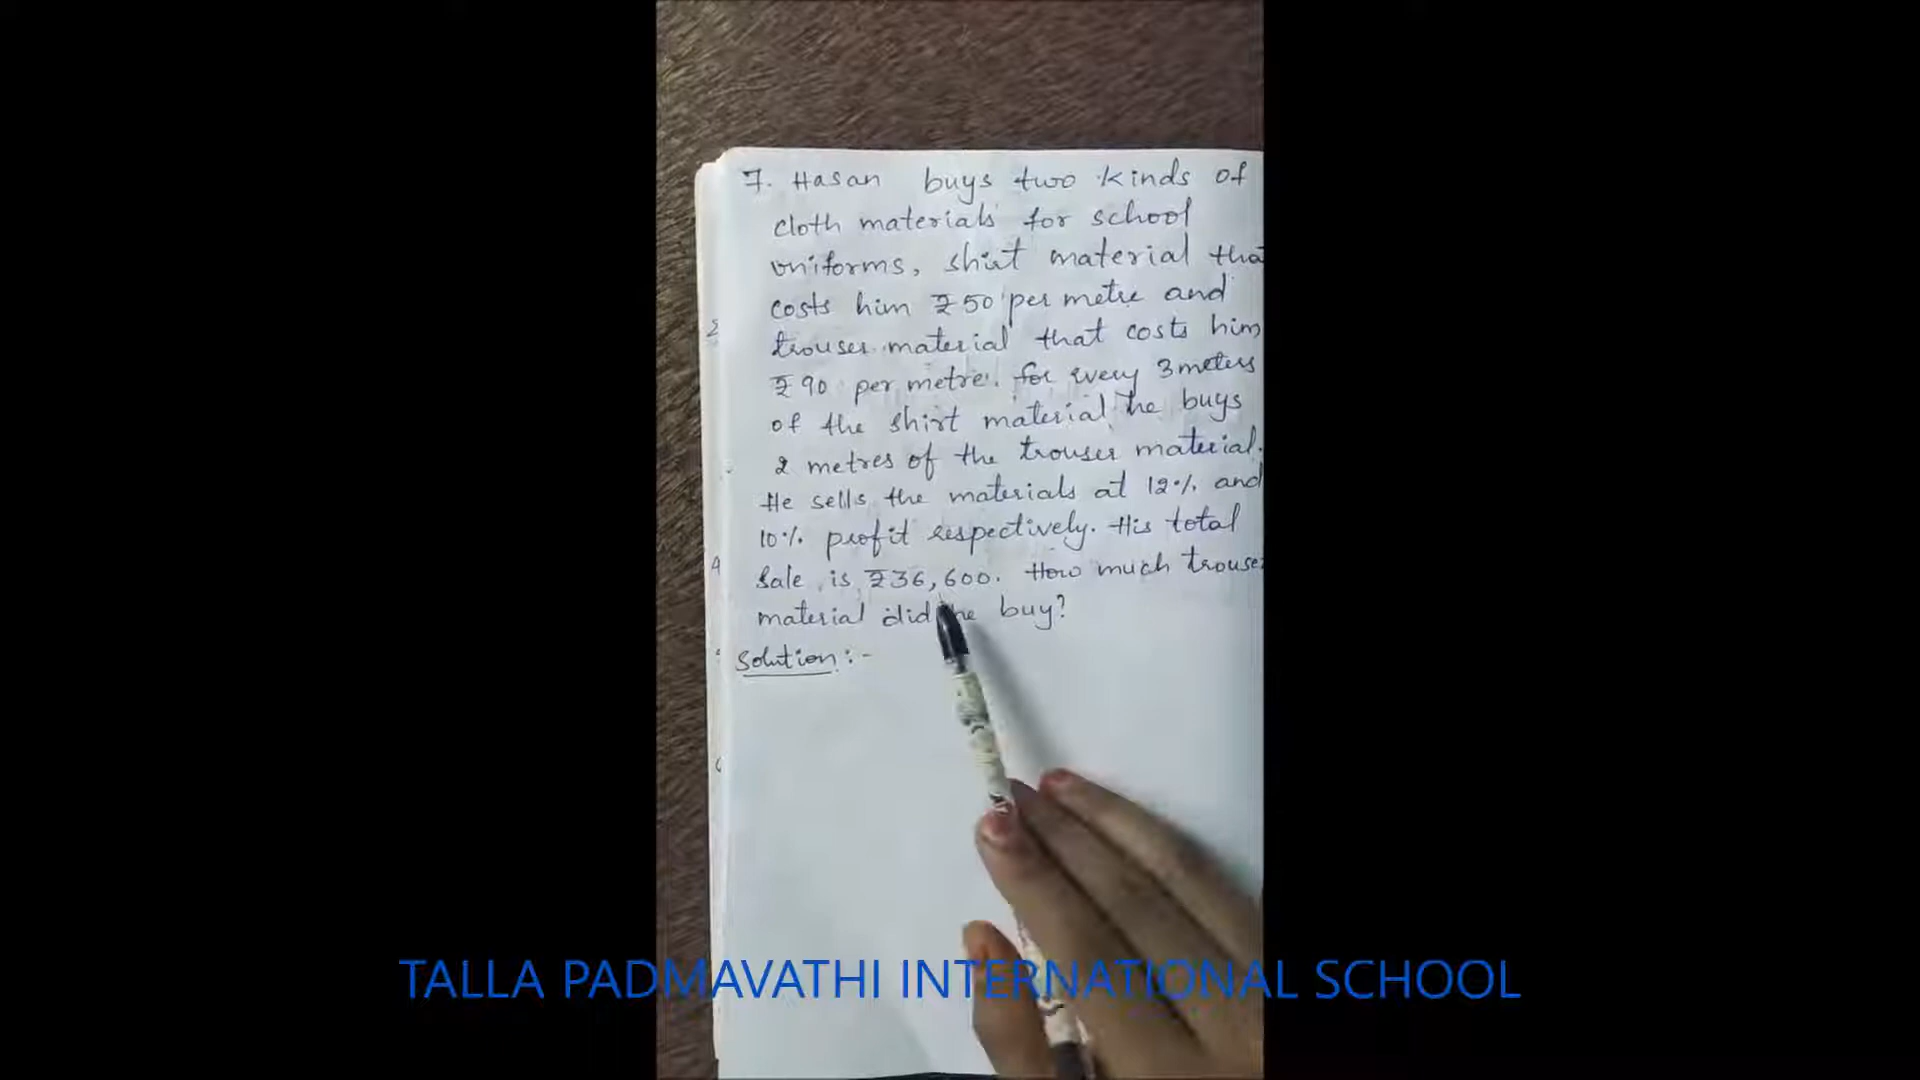 7. Hasan buys two kinds of
cloth materials for school
uniforms, shirt material tha
costs him ₹50 per metre and
trouser material that costs him
₹90 per metre. for every 3 meters
of the shirt material he buys
2 metres of the trouser material.
He sells the materials at 12% and
10% profit respectively. His total
sale is ₹36,600. How much trouser
material did he buy?
Solution:-
TALLA PADMAVATHI INTERNATIONAL SCHOOL